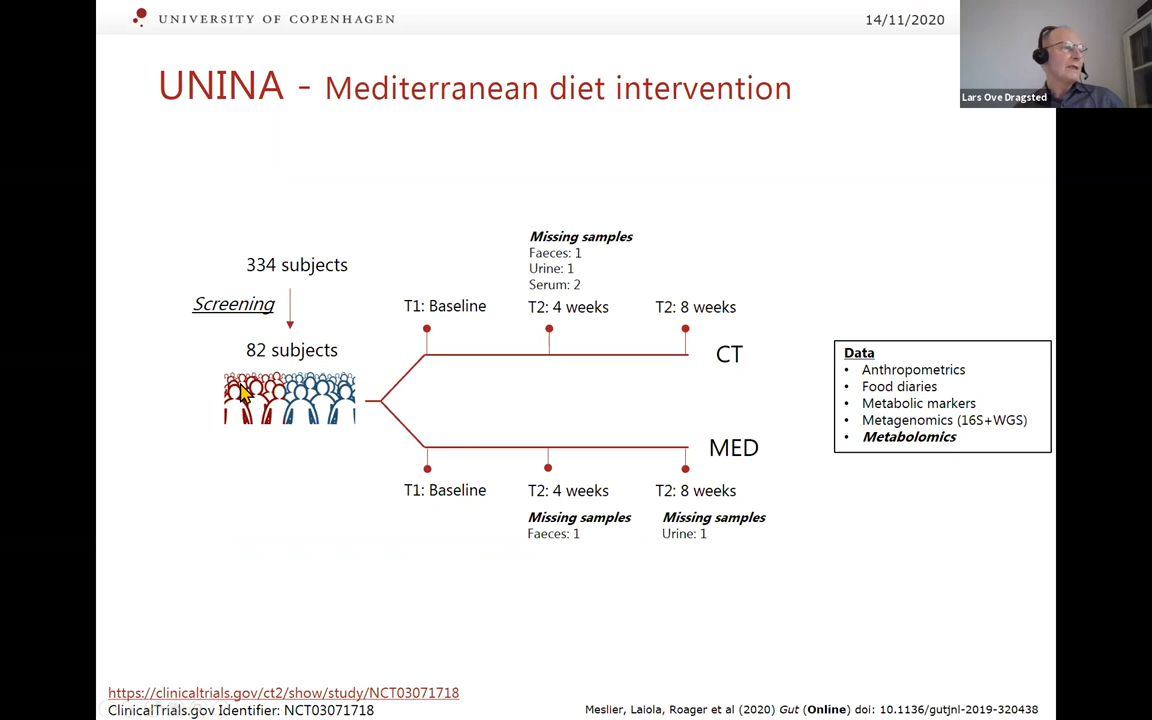 UNIVERSITY OF COPENHAGEN
14/11/2020
Lars Ove Dragsted
UNINA - Mediterranean diet intervention
334 subjects
Screening
82 subjects
Missing samples
Faeces: 1
Urine: 1
Serum: 2
T1: Baseline
T2: 4 weeks
T2: 8 weeks
CT
MED
T1: Baseline
T2: 4 weeks
T2: 8 weeks
Missing samples
Faeces: 1
Missing samples
Urine: 1
Data
• Anthropometrics
• Food diaries
• Metabolic markers
• Metagenomics (16S+WGS)
• Metabolomics
https://clinicaltrials.gov/ct2/show/study/NCT03071718
ClinicalTrials.gov Identifier: NCT03071718
Meslier, Laiola, Roager et al (2020) Gut (Online) doi: 10.1136/gutjnl-2019-320438